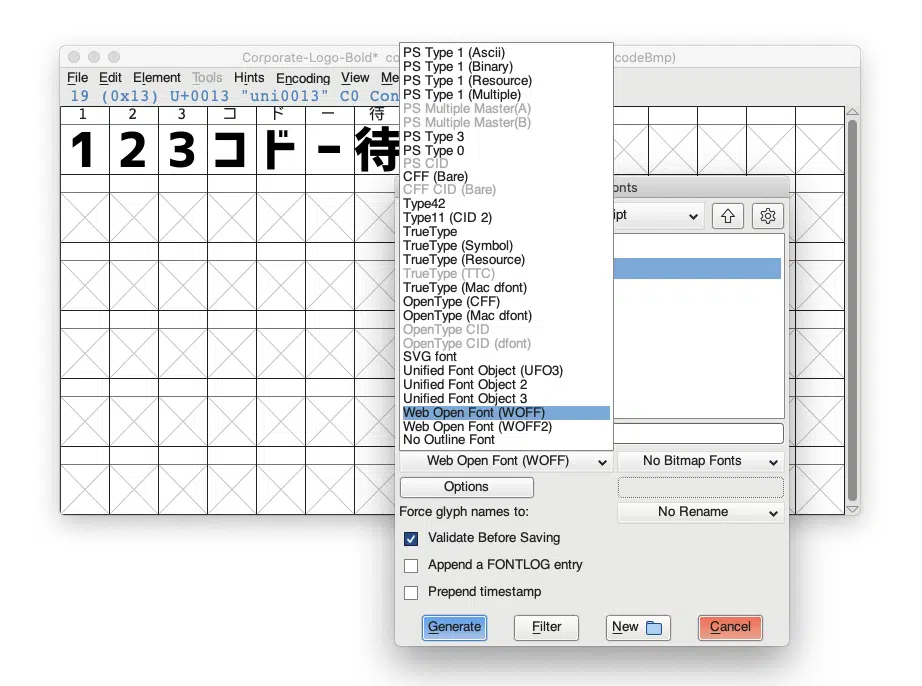 Corporate-Logo-Bold* co
codeBmp)
File Edit Element Tools Hints Encoding View Me
19 (0x13) U+0013 "uni0013" C0 Con
1 2 3 コ ド ー 待
1 2 3 コ ド ー 待
PS Type 1 (Ascii)
PS Type 1 (Binary)
PS Type 1 (Resource)
PS Type 1 (Multiple)
PS Multiple Master(A)
PS Multiple Master(B)
PS Type 3
PS Type 0
PS CID
CFF (Bare)
CFF CID (Bare)
Type42
Type11 (CID 2)
TrueType
TrueType (Symbol)
TrueType (Resource)
TrueType (TTC)
TrueType (Mac dfont)
OpenType (CFF)
OpenType (Mac dfont)
OpenType CID
OpenType CID (dfont)
SVG font
Unified Font Object (UFO3)
Unified Font Object 2
Unified Font Object 3
Web Open Font (WOFF)
Web Open Font (WOFF2)
No Outline Font
onts
ipt
Web Open Font (WOFF) No Bitmap Fonts
Options
Force glyph names to: No Rename
Validate Before Saving
Append a FONTLOG entry
Prepend timestamp
Generate Filter New Cancel